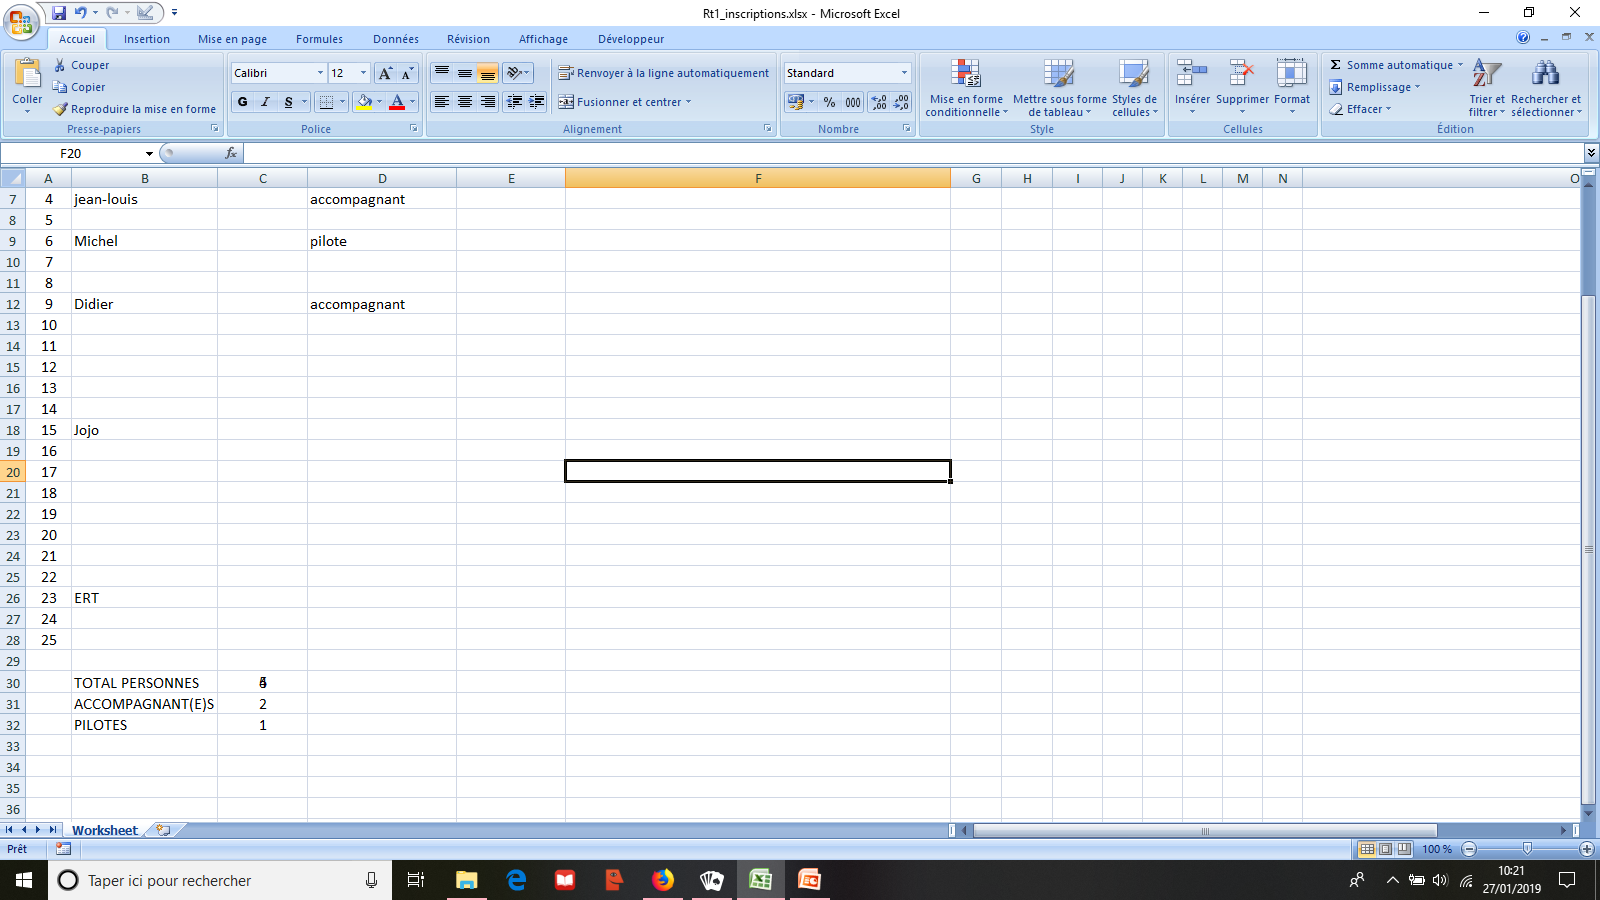 Rt1_inscriptions.xlsx - Microsoft Excel
Accueil Insertion Mise en page Formules Données Révision Affichage Développeur
Coller
Couper
Copier
Reproduire la mise en forme
Presse-papiers
Calibri 12
G I S
Police
Renvoyer à la ligne automatiquement
Fusionner et centrer
Alignement
Standard
% 000
Nombre
Mise en forme conditionnelle
Mettre sous forme de tableau
Styles de cellules
Style
Insérer Supprimer Format
Cellules
Σ Somme automatique
Remplissage
Effacer
Trier et filtrer
Rechercher et sélectionner
Édition
F20 fx
A B C D E F G H I J K L M N O
7 4 jean-louis accompagnant
8 5
9 6 Michel pilote
10 7
11 8
12 9 Didier accompagnant
13 10
14 11
15 12
16 13
17 14
18 15 Jojo
19 16
20 17
21 18
22 19
23 20
24 21
25 22
26 23 ERT
27 24
28 25
29
30 TOTAL PERSONNES
31 ACCOMPAGNANT(E)S 2
32 PILOTES 1
33
34
35
36
Worksheet
Prêt 100 %
Taper ici pour rechercher
10:21
27/01/2019